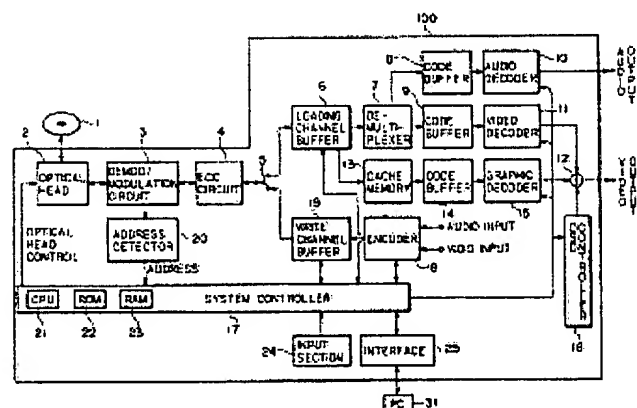 100
8
CODE BUFFER
10
AUDIO DECODER
AUDIO OUTPUT
6
LOADING CHANNEL BUFFER
7
DE-MULTIPLEXER
9
CODE BUFFER
11
VIDEO DECODER
1
2
OPTICAL HEAD
3
DEMOD/MODULATION CIRCUIT
4
ECC CIRCUIT
5
13
CACHE MEMORY
CODE BUFFER
14
GRAPHIC DECODER
15
12
VIDEO OUTPUT
OPTICAL HEAD CONTROL
ADDRESS DETECTOR
20
ADDRESS
19
WRITE CHANNEL BUFFER
ENCODER
18
AUDIO INPUT
VIDEO INPUT
CONTROLLER
16
CPU
21
ROM
22
RAM
23
SYSTEM CONTROLLER
17
24
INPUT SECTION
INTERFACE
25
PC
31